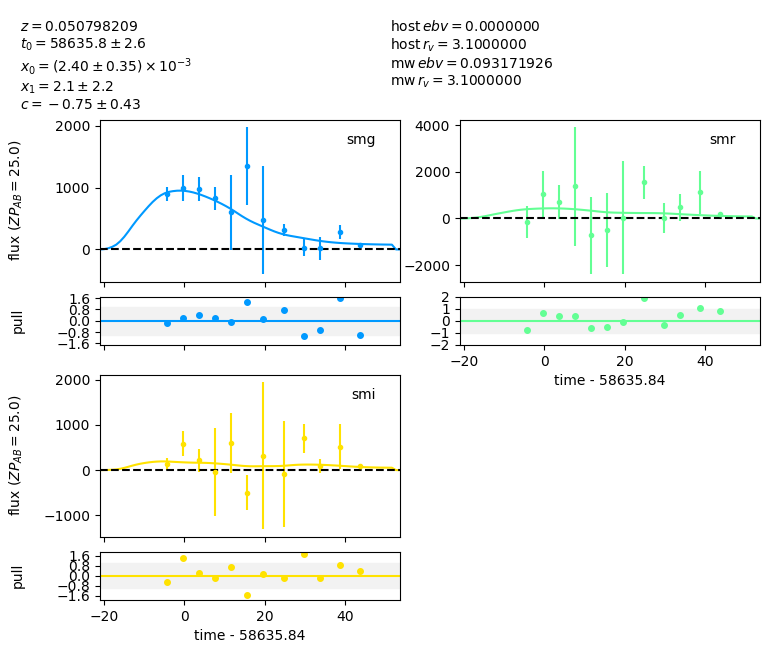 z = 0.050798209
t₀ = 58635.8 ± 2.6
x₀ = (2.40 ± 0.35) × 10⁻³
x₁ = 2.1 ± 2.2
c = −0.75 ± 0.43
host ebv = 0.0000000
host r_v = 3.1000000
mw ebv = 0.093171926
mw r_v = 3.1000000
smg
2000
1000
0
flux (ZP_AB = 25.0)
smr
4000
2000
0
−2000
1.6
0.8
0.0
−0.8
−1.6
pull
2
1
0
−1
−2
−20 0 20 40
time - 58635.84
smi
2000
1000
0
−1000
flux (ZP_AB = 25.0)
1.6
0.8
0.0
−0.8
−1.6
pull
−20 0 20 40
time - 58635.84